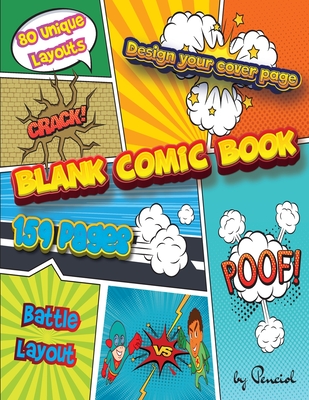 80 Unique
Layouts
Design your cover page
CRACK!
BLANK COMIC BOOK
159 Pages
POOF!
Battle
Layout
VS
by Penciol